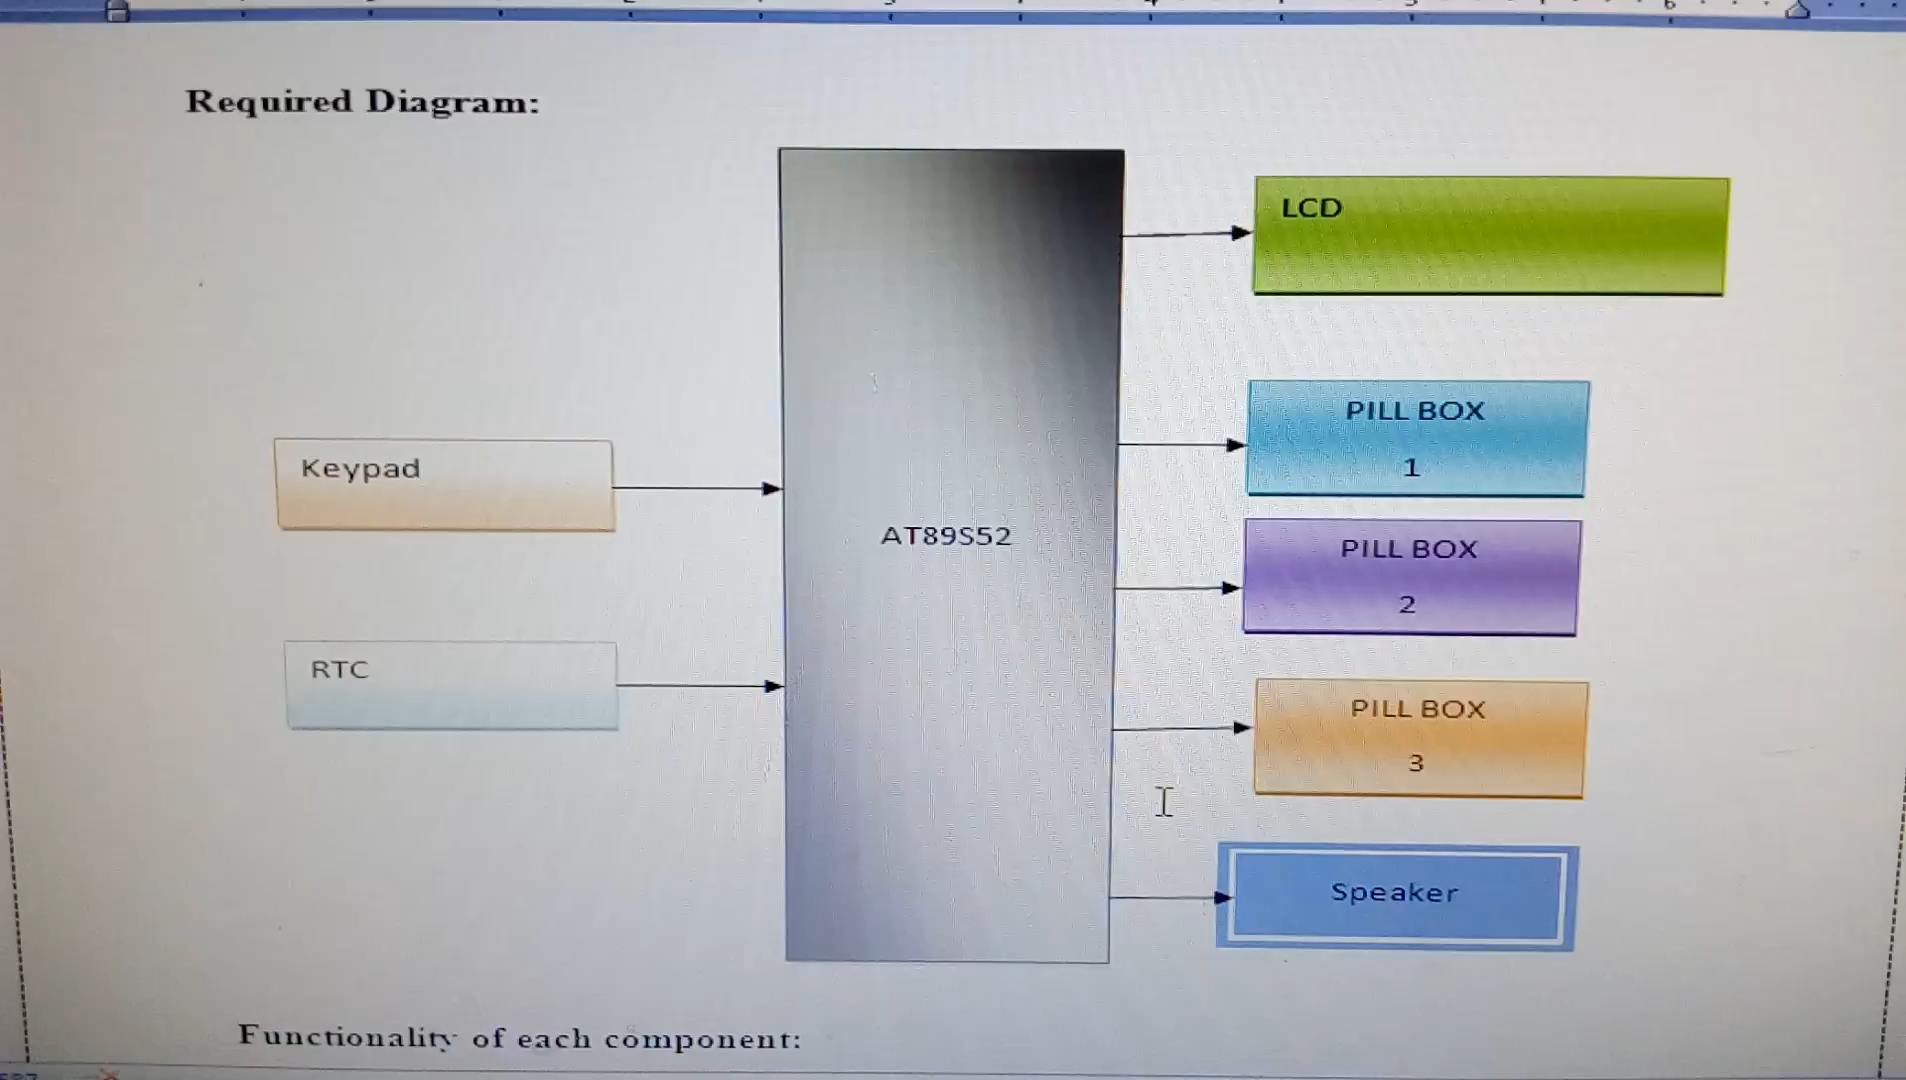 Required Diagram:
LCD
PILL BOX
1
Keypad
AT89S52
PILL BOX
2
RTC
PILL BOX
3
Speaker
Functionality of each component: